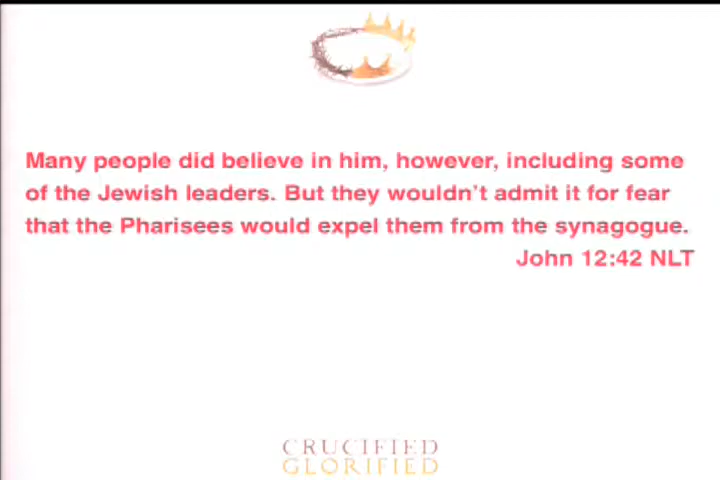 Many people did believe in him, however, including some
of the Jewish leaders. But they wouldn't admit it for fear
that the Pharisees would expel them from the synagogue.
John 12:42 NLT
CRUCIFIED
GLORIFIED